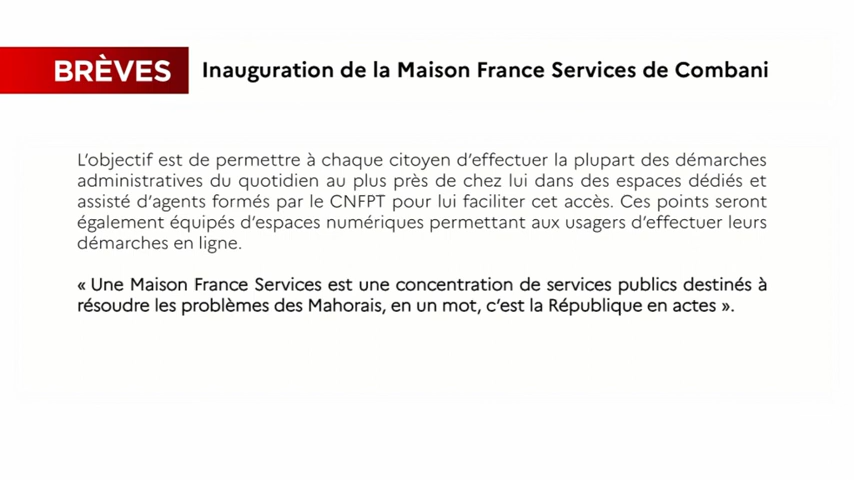 BRÈVES Inauguration de la Maison France Services de Combani
L’objectif est de permettre à chaque citoyen d’effectuer la plupart des démarches
administratives du quotidien au plus près de chez lui dans des espaces dédiés et
assisté d’agents formés par le CNFPT pour lui faciliter cet accès. Ces points seront
également équipés d’espaces numériques permettant aux usagers d’effectuer leurs
démarches en ligne.
« Une Maison France Services est une concentration de services publics destinés à
résoudre les problèmes des Mahorais, en un mot, c’est la République en actes ».